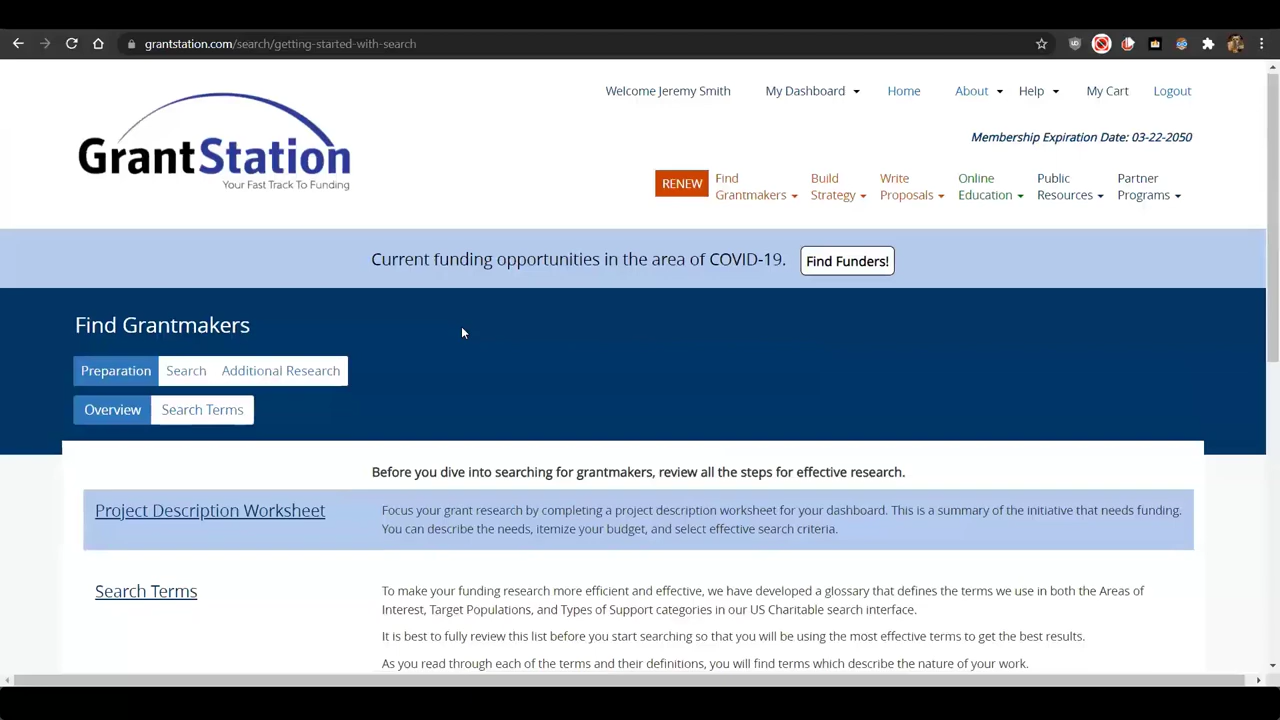 grantstation.com/search/getting-started-with-search
Welcome Jeremy Smith My Dashboard Home About Help My Cart Logout
GrantStation
Your Fast Track To Funding
Membership Expiration Date: 03-22-2050
RENEW
Find Grantmakers
Build Strategy
Write Proposals
Online Education
Public Resources
Partner Programs
Current funding opportunities in the area of COVID-19. Find Funders!
Find Grantmakers
Preparation Search Additional Research
Overview Search Terms
Before you dive into searching for grantmakers, review all the steps for effective research.
Project Description Worksheet
Focus your grant research by completing a project description worksheet for your dashboard. This is a summary of the initiative that needs funding.
You can describe the needs, itemize your budget, and select effective search criteria.
Search Terms
To make your funding research more efficient and effective, we have developed a glossary that defines the terms we use in both the Areas of
Interest, Target Populations, and Types of Support categories in our US Charitable search interface.
It is best to fully review this list before you start searching so that you will be using the most effective terms to get the best results.
As you read through each of the terms and their definitions, you will find terms which describe the nature of your work.